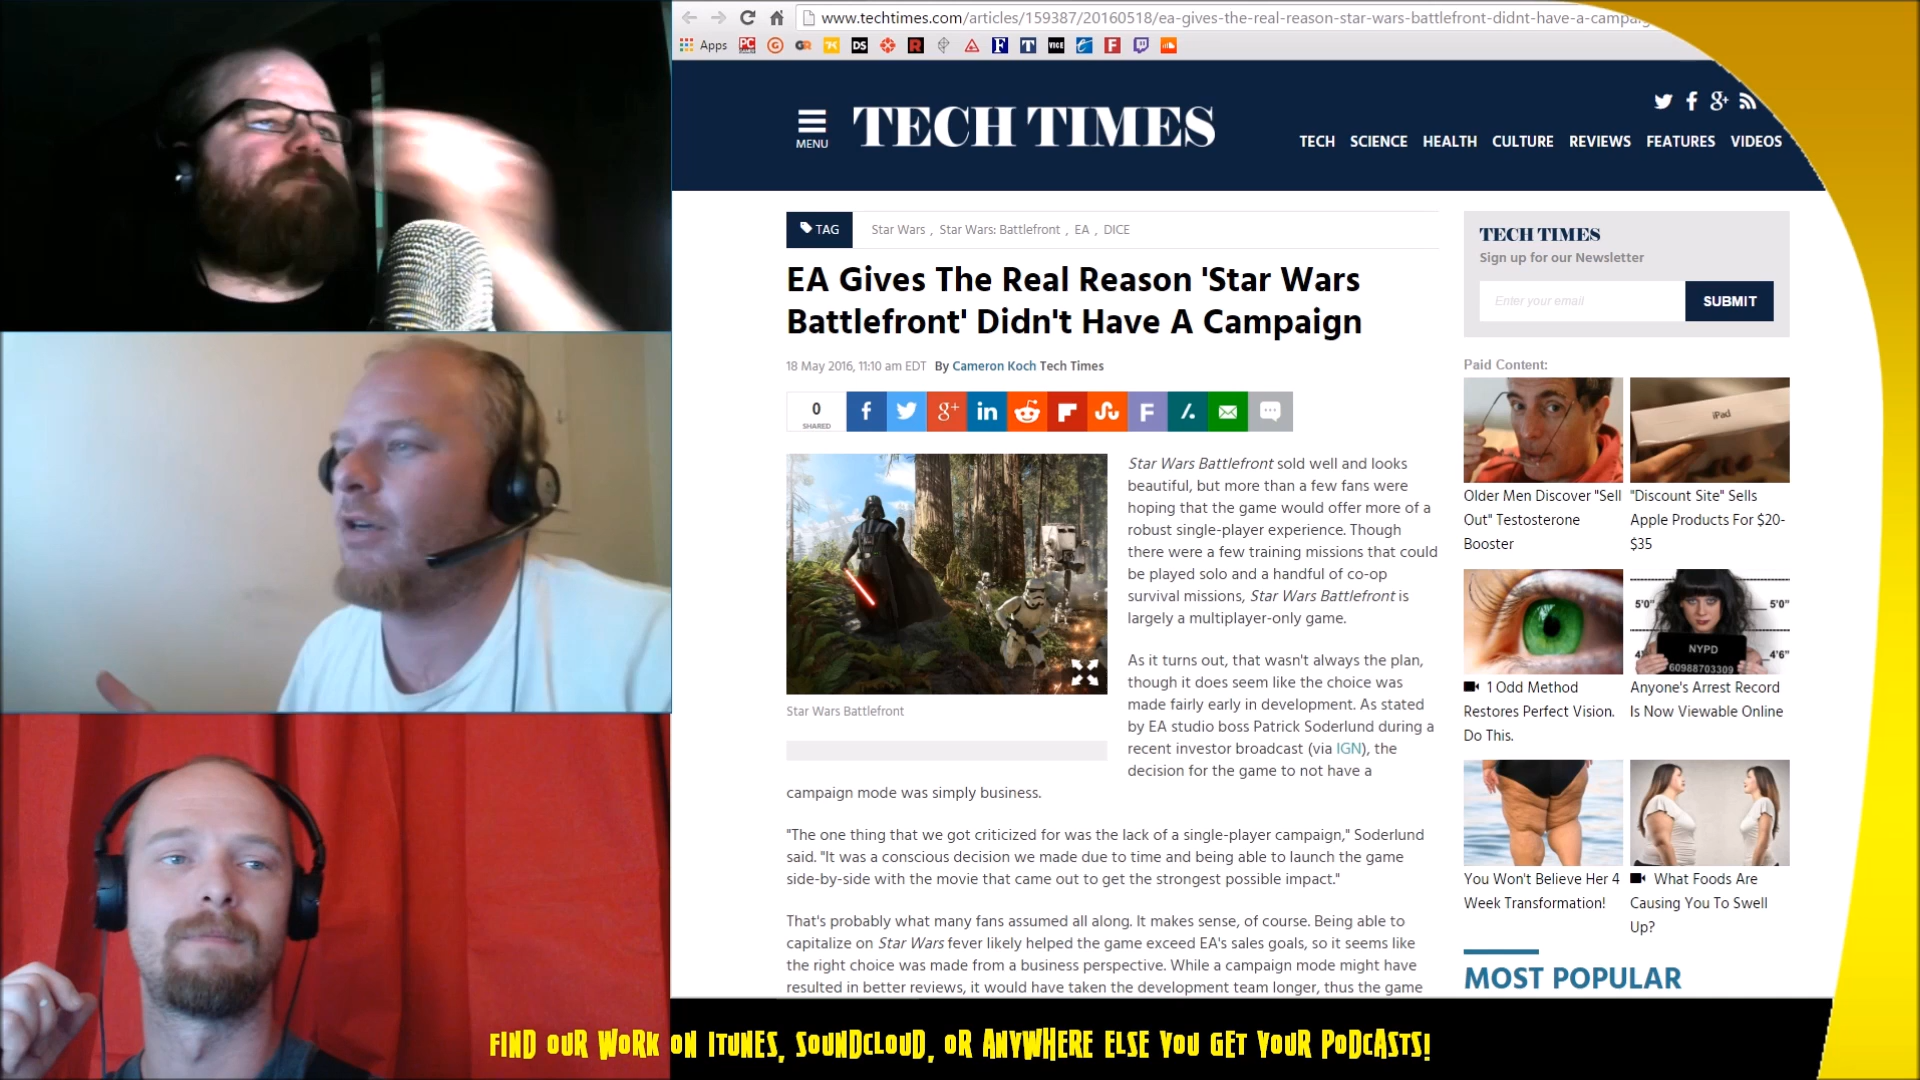 www.techtimes.com/articles/159387/20160518/ea-gives-the-real-reason-star-wars-battlefront-didnt-have-a-campaig
Apps
MENU
TECH TIMES
TECH SCIENCE HEALTH CULTURE REVIEWS FEATURES VIDEOS
TAG
Star Wars , Star Wars: Battlefront , EA , DICE
EA Gives The Real Reason 'Star Wars
Battlefront' Didn't Have A Campaign
18 May 2016, 11:10 am EDT By Cameron Koch Tech Times
0
SHARED
Star Wars Battlefront
Star Wars Battlefront sold well and looks
beautiful, but more than a few fans were
hoping that the game would offer more of a
robust single-player experience. Though
there were a few training missions that could
be played solo and a handful of co-op
survival missions, Star Wars Battlefront is
largely a multiplayer-only game.
As it turns out, that wasn't always the plan,
though it does seem like the choice was
made fairly early in development. As stated
by EA studio boss Patrick Soderlund during a
recent investor broadcast (via IGN), the
decision for the game to not have a
campaign mode was simply business.
"The one thing that we got criticized for was the lack of a single-player campaign," Soderlund
said. "It was a conscious decision we made due to time and being able to launch the game
side-by-side with the movie that came out to get the strongest possible impact."
That's probably what many fans assumed all along. It makes sense, of course. Being able to
capitalize on Star Wars fever likely helped the game exceed EA's sales goals, so it seems like
the right choice was made from a business perspective. While a campaign mode might have
resulted in better reviews, it would have taken the development team longer, thus the game
TECH TIMES
Sign up for our Newsletter
Enter your email
SUBMIT
Paid Content:
iPad
Older Men Discover "Sell
Out" Testosterone
Booster
"Discount Site" Sells
Apple Products For $20-
$35
5'0" 5'0"
4'6"
NYPD
60988703309
1 Odd Method
Restores Perfect Vision.
Do This.
Anyone's Arrest Record
Is Now Viewable Online
You Won't Believe Her 4
Week Transformation!
What Foods Are
Causing You To Swell
Up?
MOST POPULAR
FIND OUR WORK ON ITUNES, SOUNDCLOUD, OR ANYWHERE ELSE YOU GET YOUR PODCASTS!